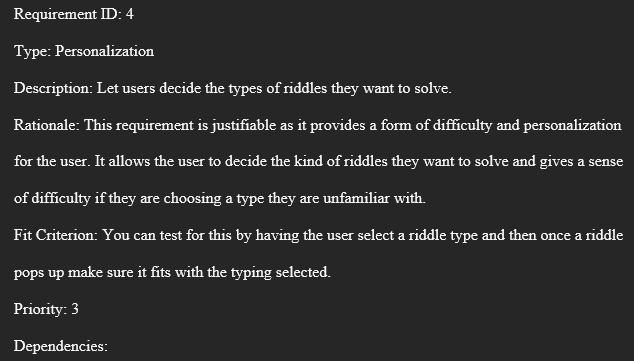 Requirement ID: 4
Type: Personalization
Description: Let users decide the types of riddles they want to solve.
Rationale: This requirement is justifiable as it provides a form of difficulty and personalization
for the user. It allows the user to decide the kind of riddles they want to solve and gives a sense
of difficulty if they are choosing a type they are unfamiliar with.
Fit Criterion: You can test for this by having the user select a riddle type and then once a riddle
pops up make sure it fits with the typing selected.
Priority: 3
Dependencies: